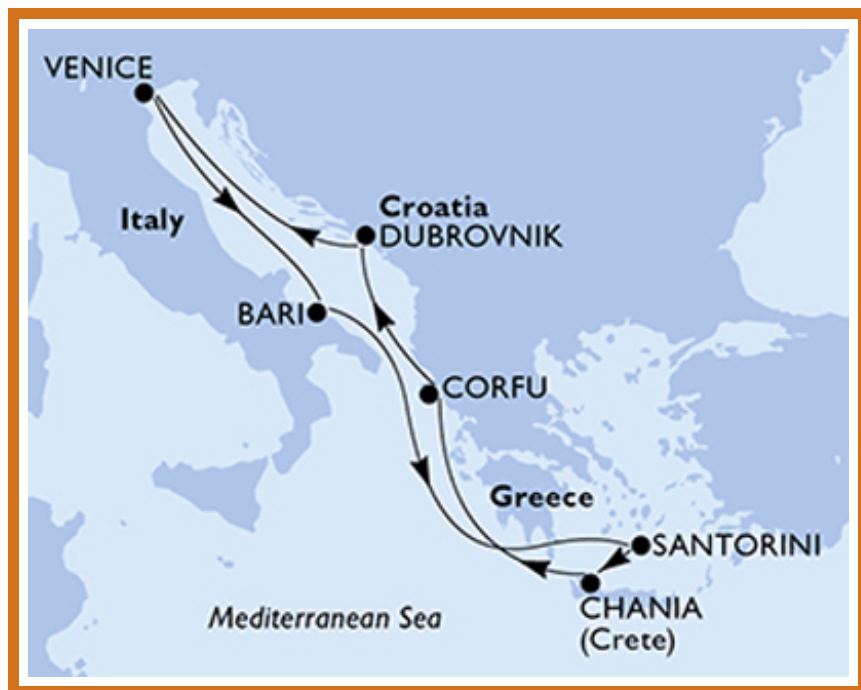 VENICE
Italy
Croatia
DUBROVNIK
BARI
CORFU
Greece
SANTORINI
CHANIA
(Crete)
Mediterranean Sea